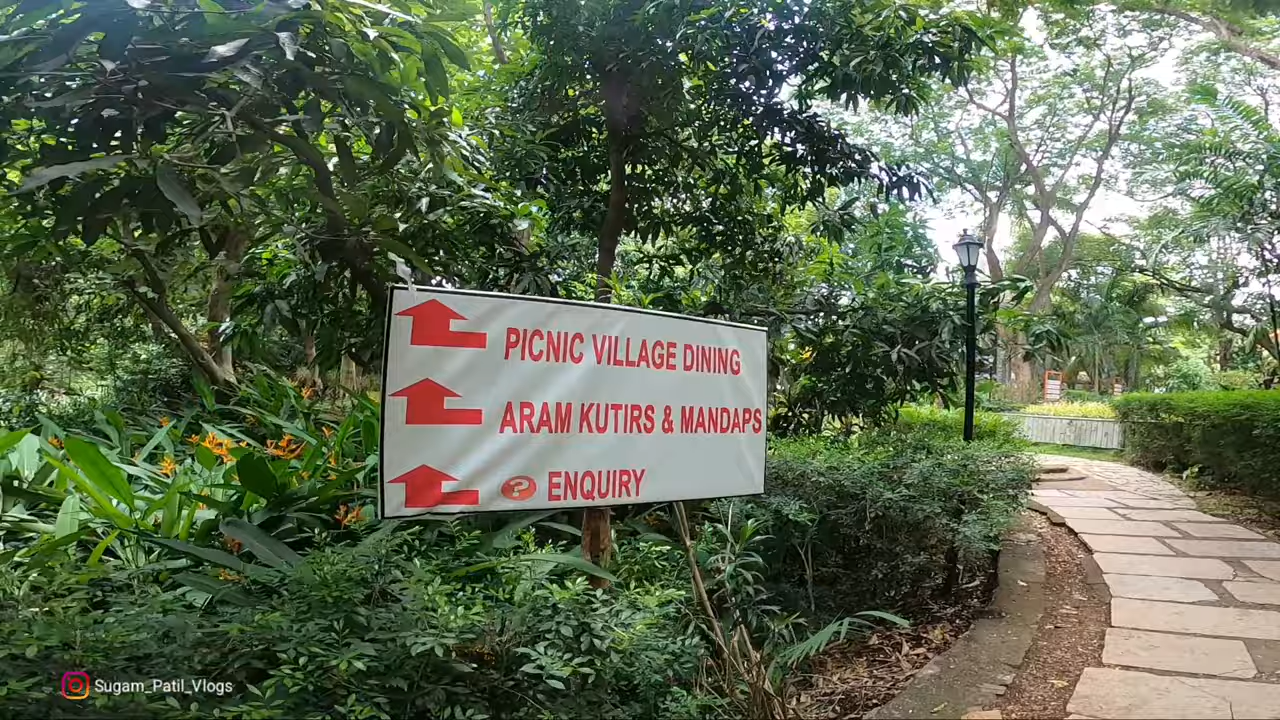 PICNIC VILLAGE DINING
ARAM KUTIRS & MANDAPS
? ENQUIRY
Sugam_Patil_Vlogs